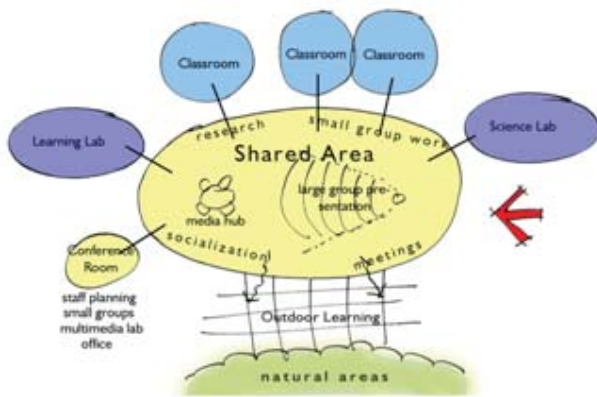 Classroom
Classroom
Classroom
Learning Lab
research
small group work
Science Lab
Shared Area
large group pre-
sentation
media hub
socialization
meetings
Conference
Room
staff planning
small groups
multimedia lab
office
Outdoor Learning
natural areas